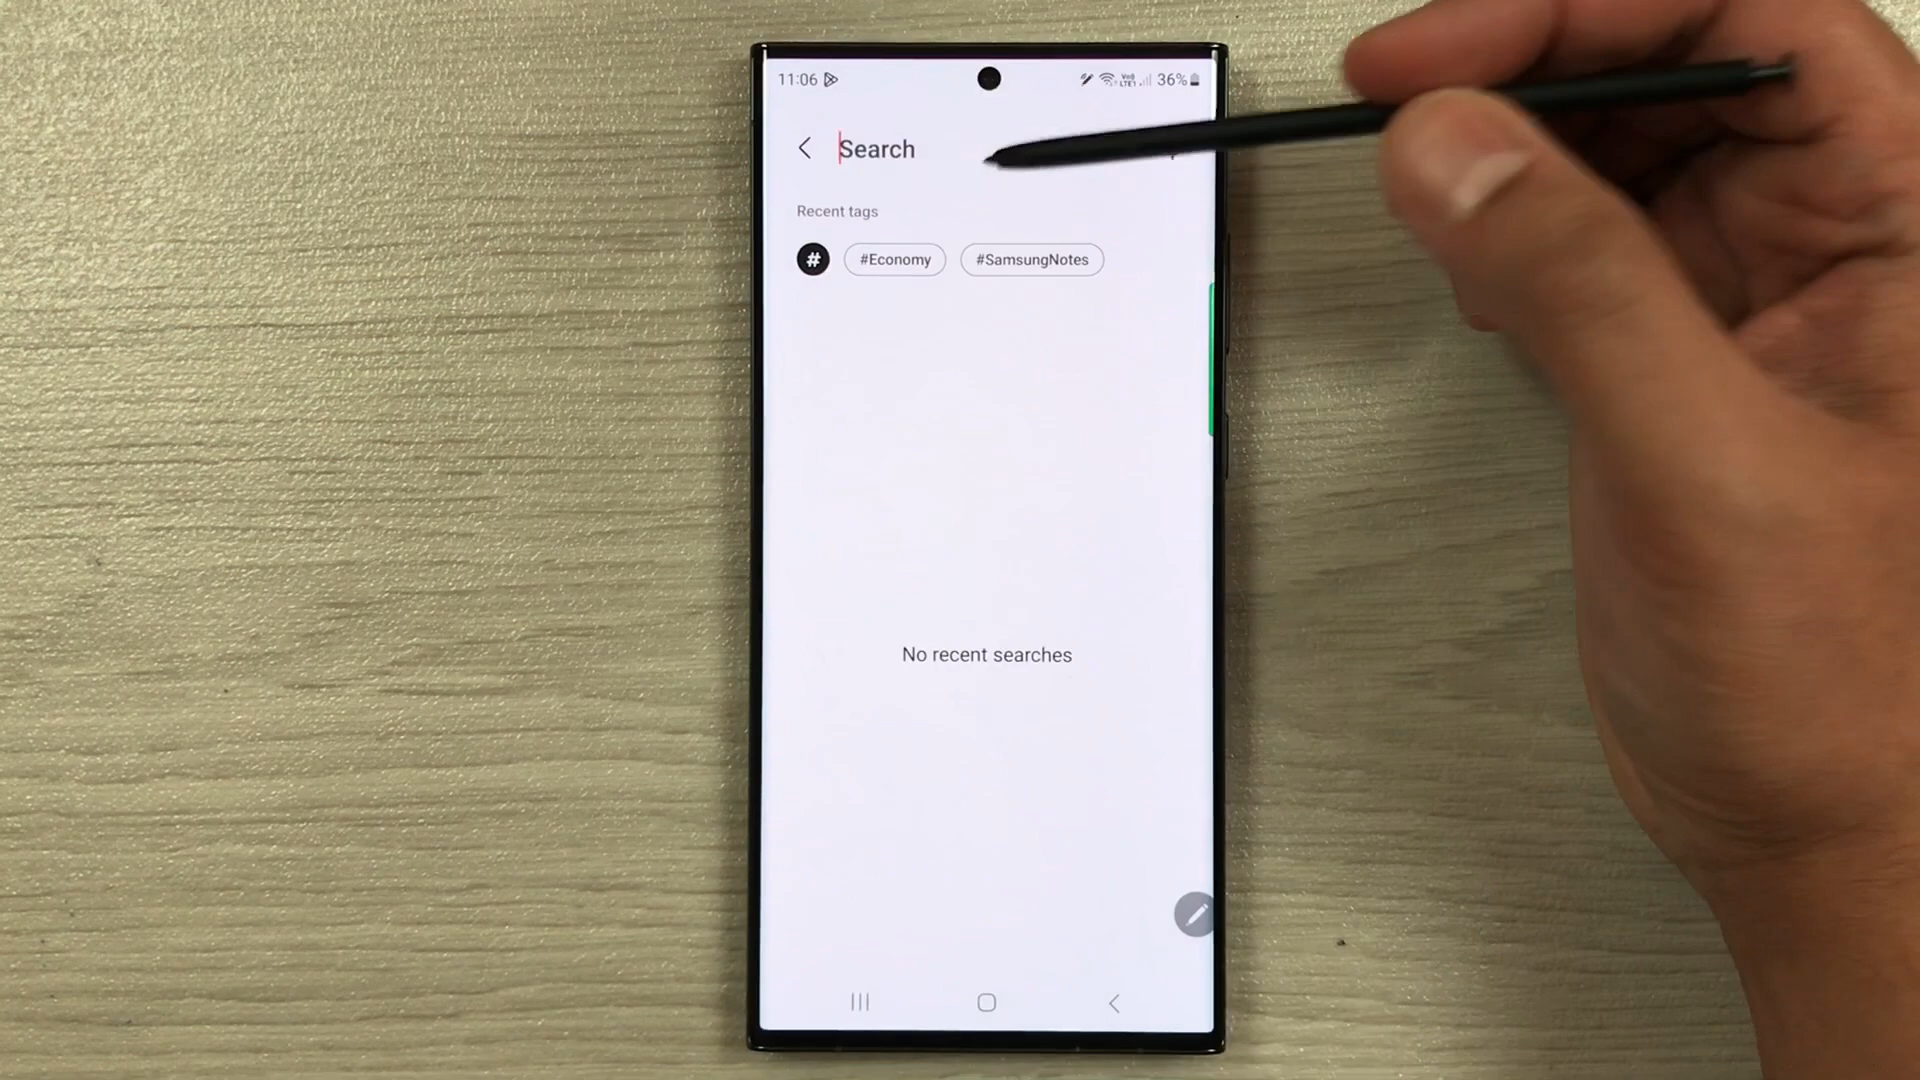 11:06 36%
Search
Recent tags
# #Economy #SamsungNotes
No recent searches